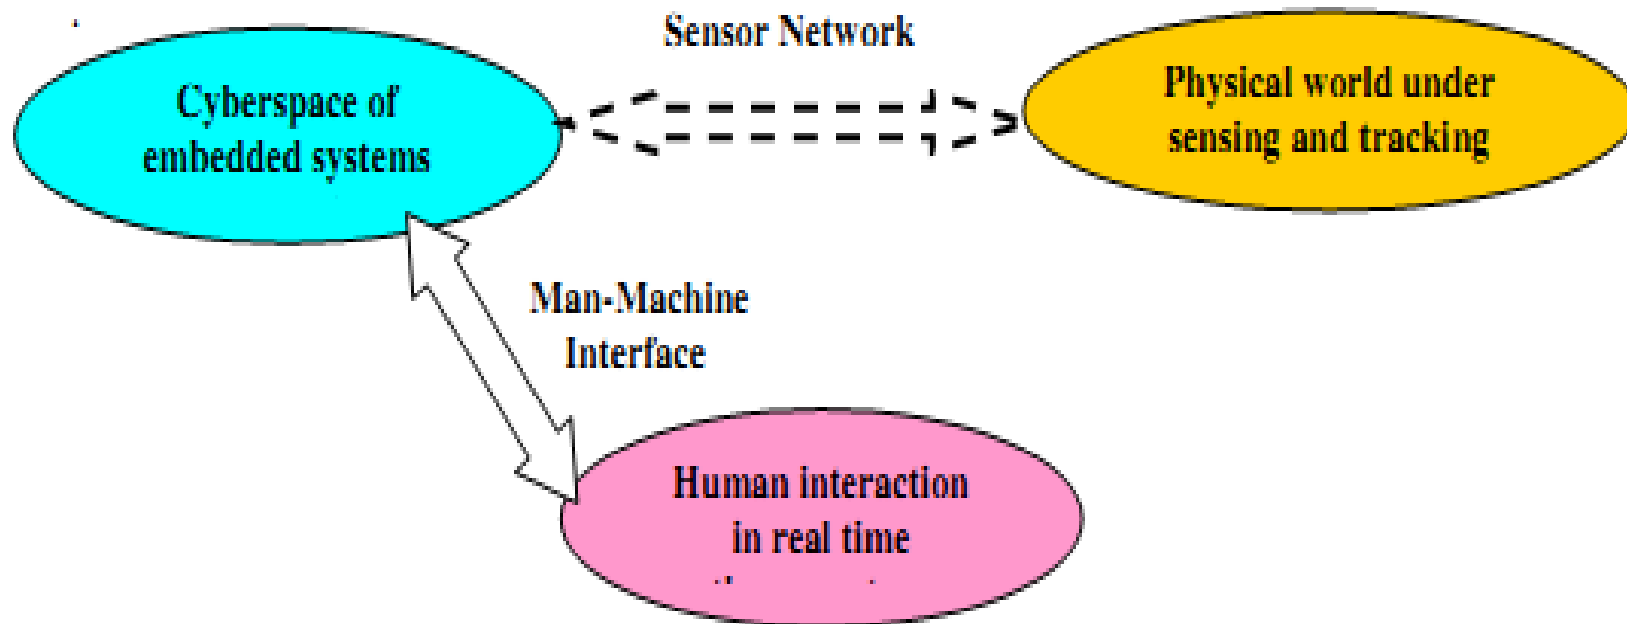 Sensor Network
Cyberspace of
embedded systems
Physical world under
sensing and tracking
Man-Machine
Interface
Human interaction
in real time